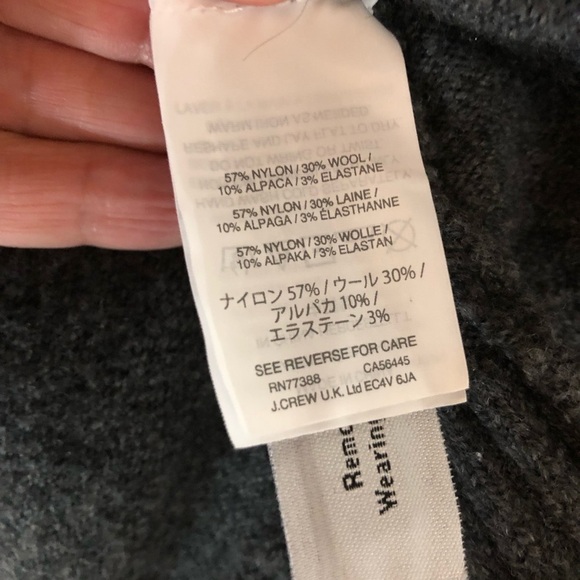 57% NYLON / 30% WOOL /
10% ALPACA / 3% ELASTANE
57% NYLON / 30% LAINE /
10% ALPAGA / 3% ELASTHANNE
57% NYLON / 30% WOLLE /
10% ALPAKA / 3% ELASTAN
ナイロン 57% / ウール 30% /
アルパカ 10% /
エラステーン 3%
SEE REVERSE FOR CARE
RN77388 CA56445
J.CREW U.K. Ltd EC4V 6JA
Wearing